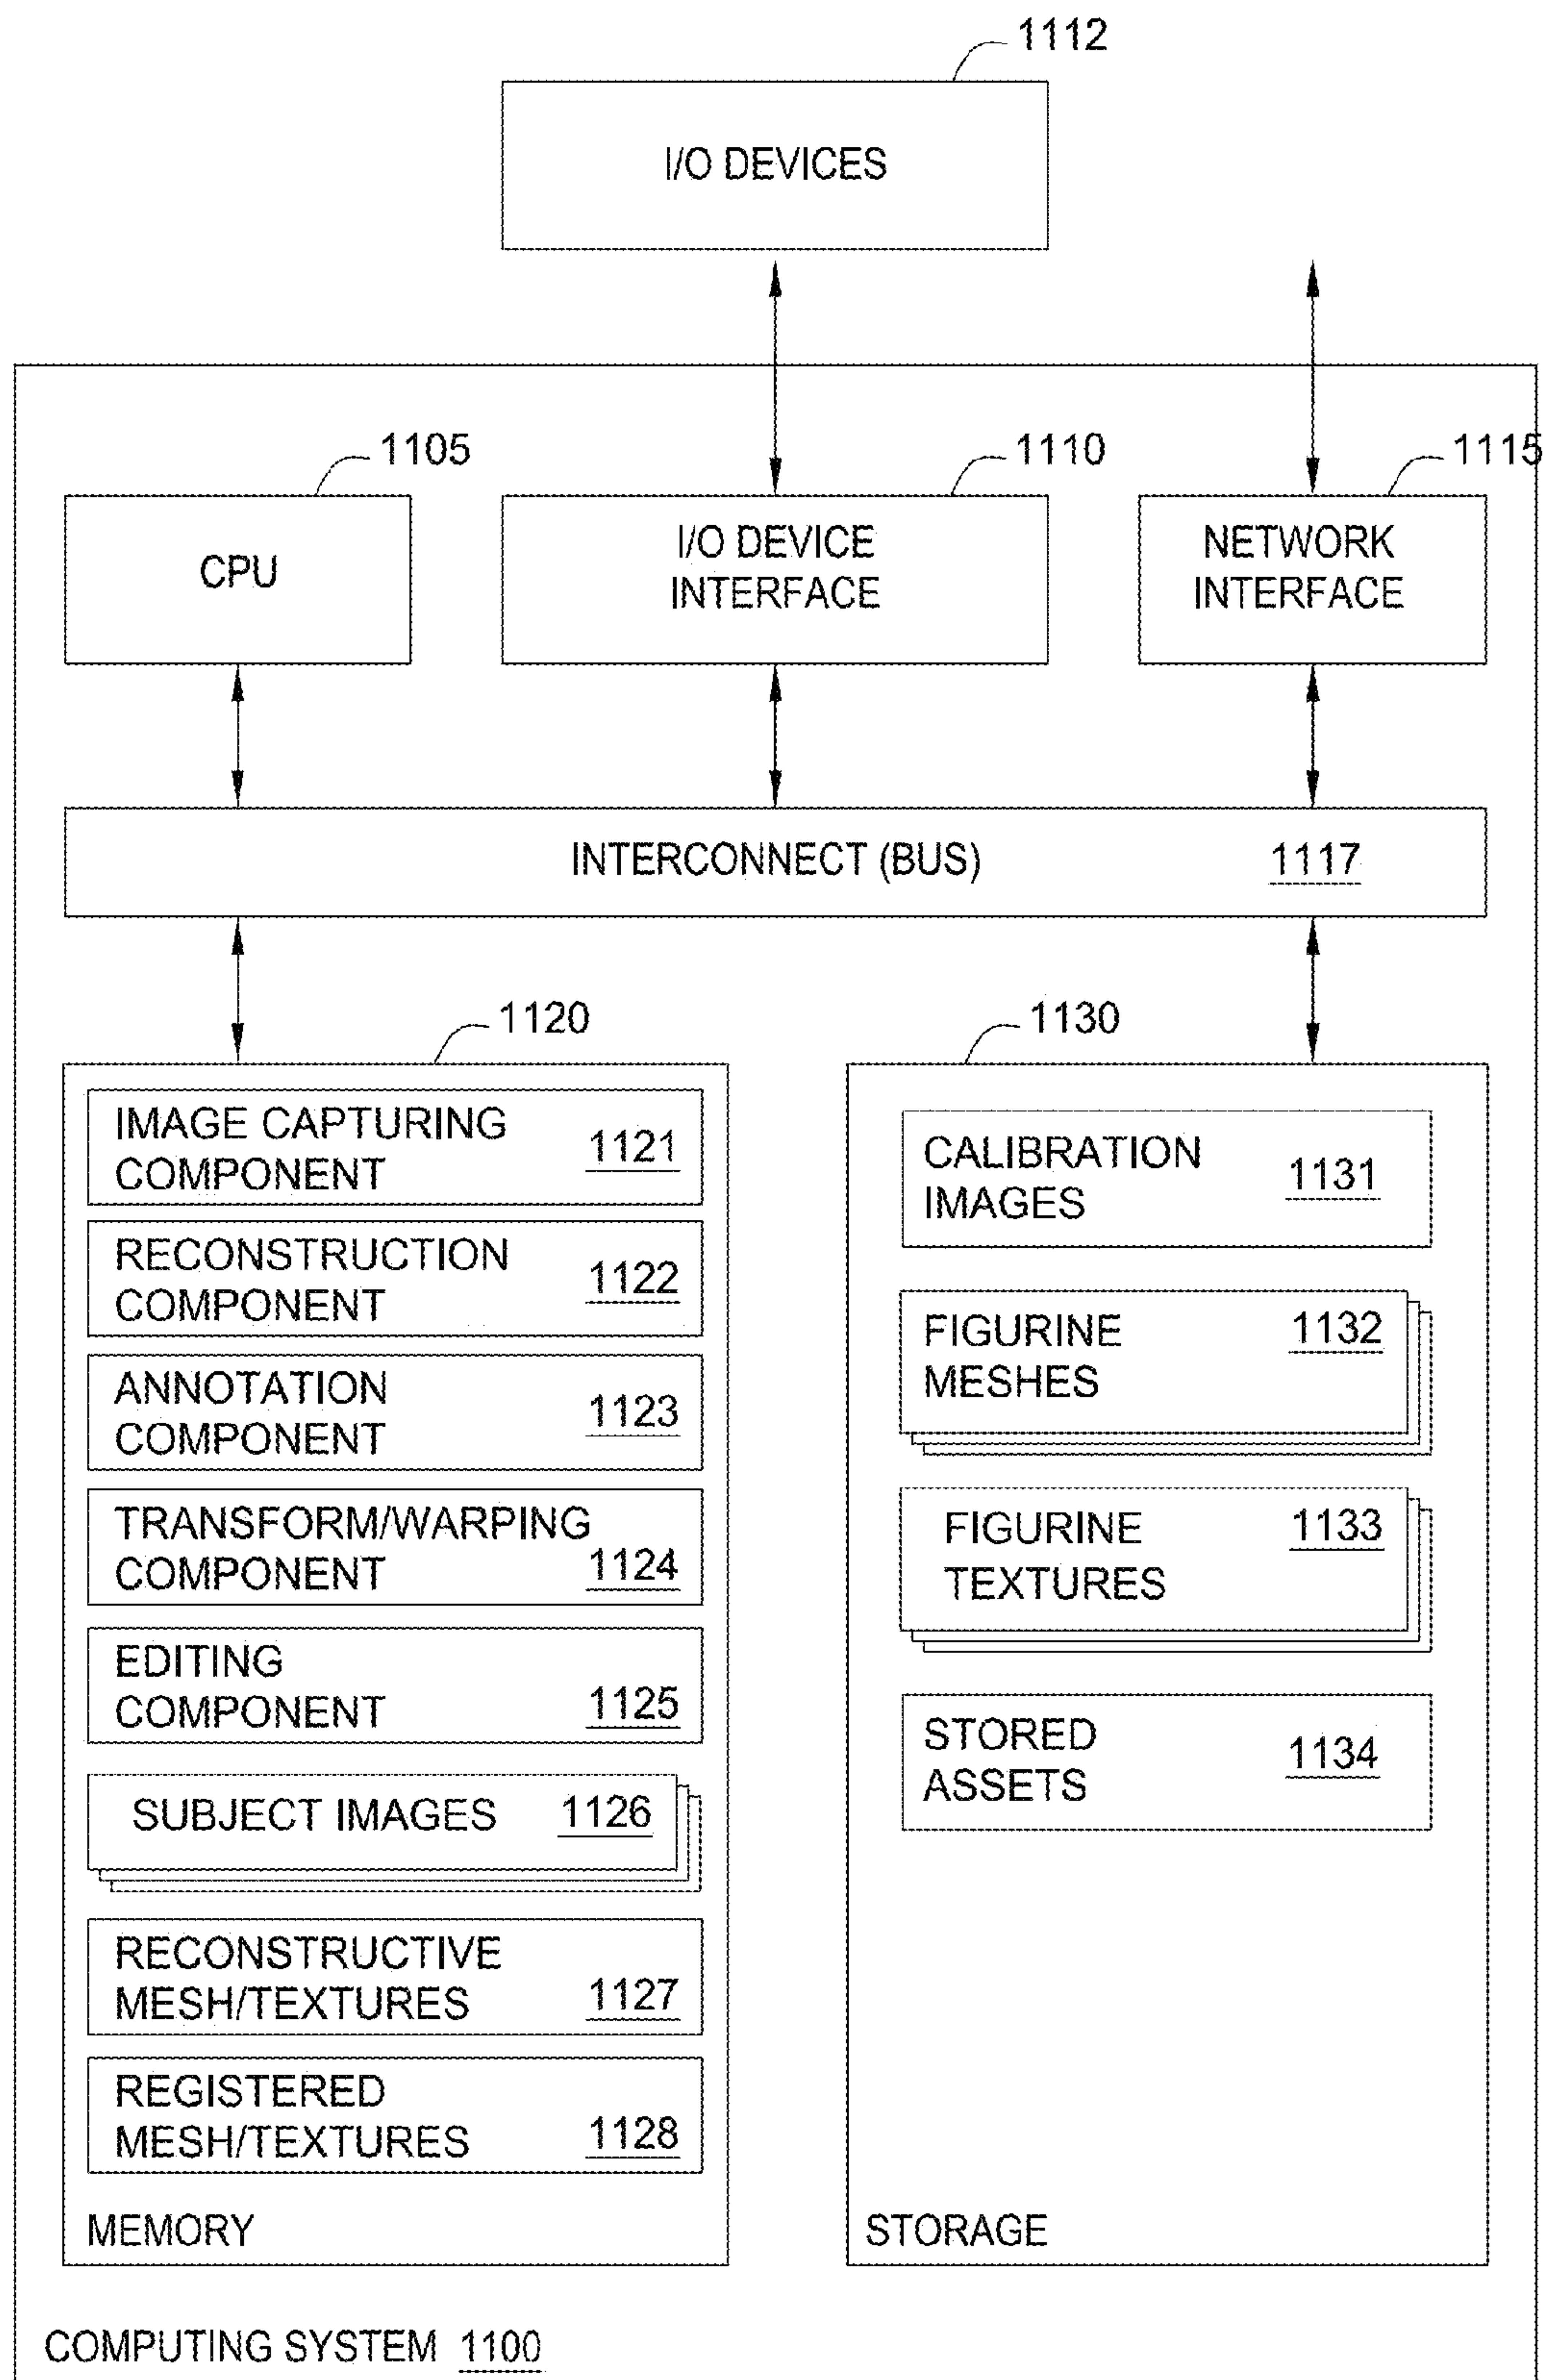 1112
I/O DEVICES
1105
1110
1115
CPU
I/O DEVICE
INTERFACE
NETWORK
INTERFACE
INTERCONNECT (BUS) 1117
1120
1130
IMAGE CAPTURING
COMPONENT 1121
RECONSTRUCTION
COMPONENT 1122
ANNOTATION
COMPONENT 1123
TRANSFORM/WARPING
COMPONENT 1124
EDITING
COMPONENT 1125
SUBJECT IMAGES 1126
RECONSTRUCTIVE
MESH/TEXTURES 1127
REGISTERED
MESH/TEXTURES 1128
MEMORY
CALIBRATION
IMAGES 1131
FIGURINE 1132
MESHES
FIGURINE 1133
TEXTURES
STORED
ASSETS 1134
STORAGE
COMPUTING SYSTEM 1100